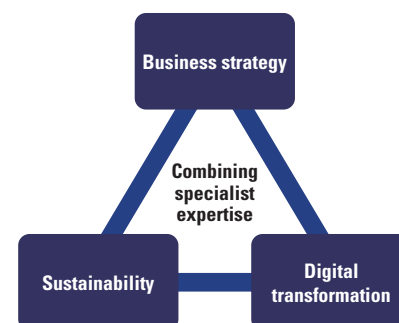 Business strategy
Combining
specialist
expertise
Sustainability
Digital
transformation